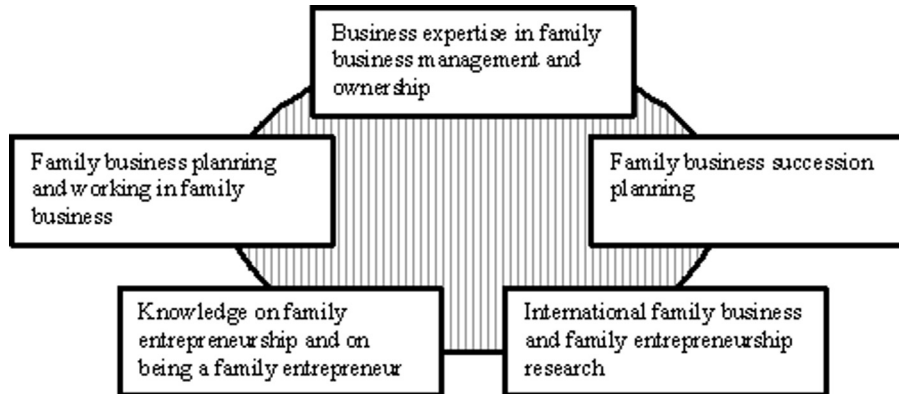 Business expertise in family
business management and
ownership
Family business planning
and working in family
business
Family business succession
planning
Knowledge on family
entrepreneurship and on
being a family entrepreneur
International family business
and family entrepreneurship
research